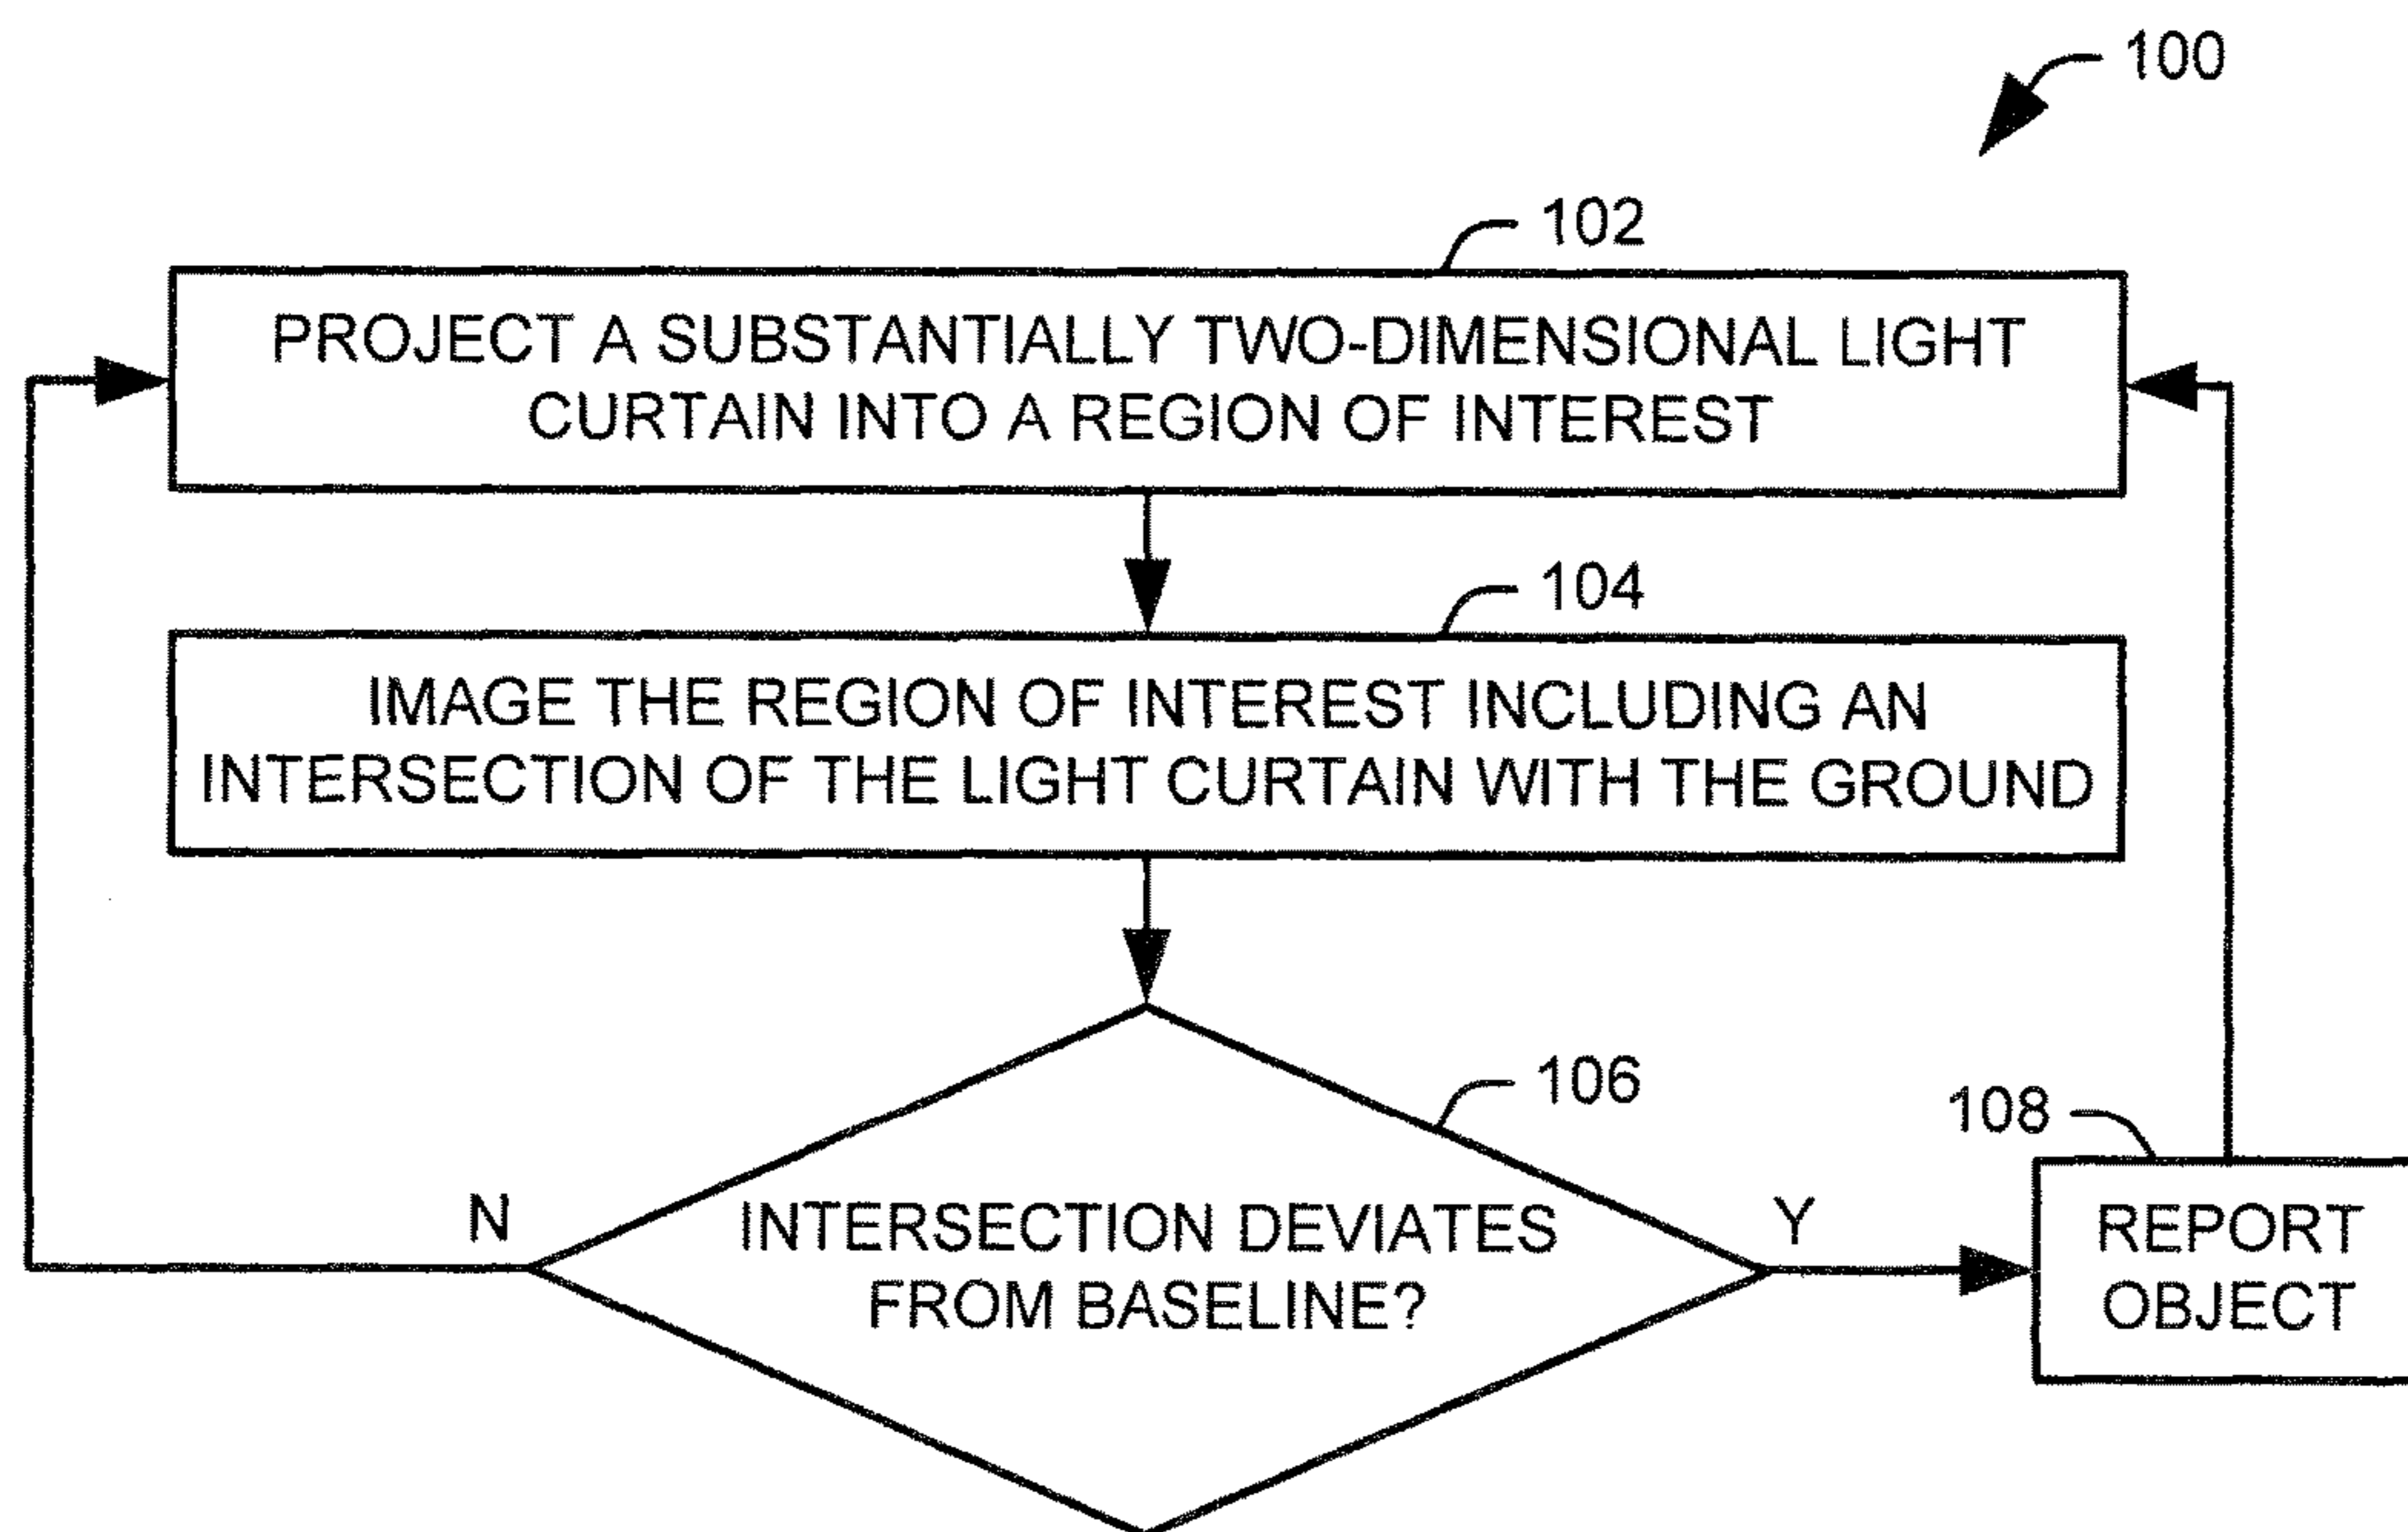 100
102
PROJECT A SUBSTANTIALLY TWO-DIMENSIONAL LIGHT
CURTAIN INTO A REGION OF INTEREST
104
IMAGE THE REGION OF INTEREST INCLUDING AN
INTERSECTION OF THE LIGHT CURTAIN WITH THE GROUND
106
108
N
INTERSECTION DEVIATES
FROM BASELINE?
Y
REPORT
OBJECT